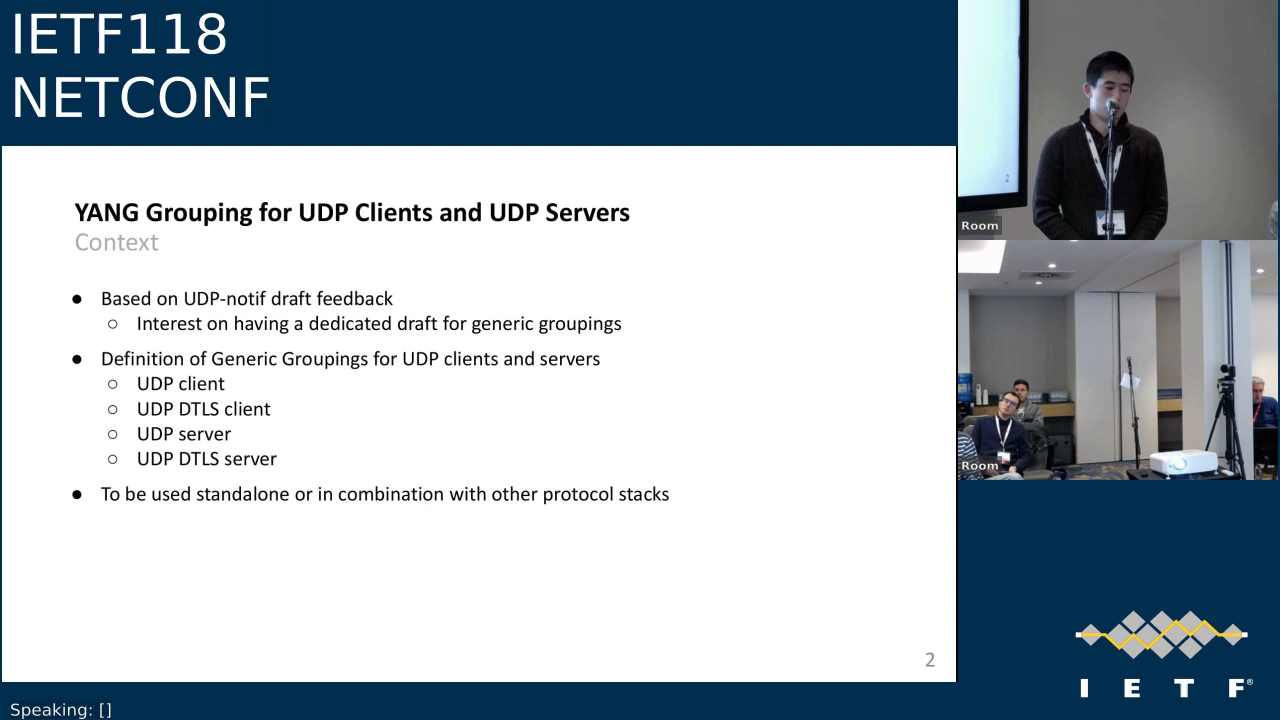 IETF118
NETCONF
YANG Grouping for UDP Clients and UDP Servers
Context
● Based on UDP-notif draft feedback
○ Interest on having a dedicated draft for generic groupings
● Definition of Generic Groupings for UDP clients and servers
○ UDP client
○ UDP DTLS client
○ UDP server
○ UDP DTLS server
● To be used standalone or in combination with other protocol stacks
2
2
Room
Room
I E T F®
Speaking: []